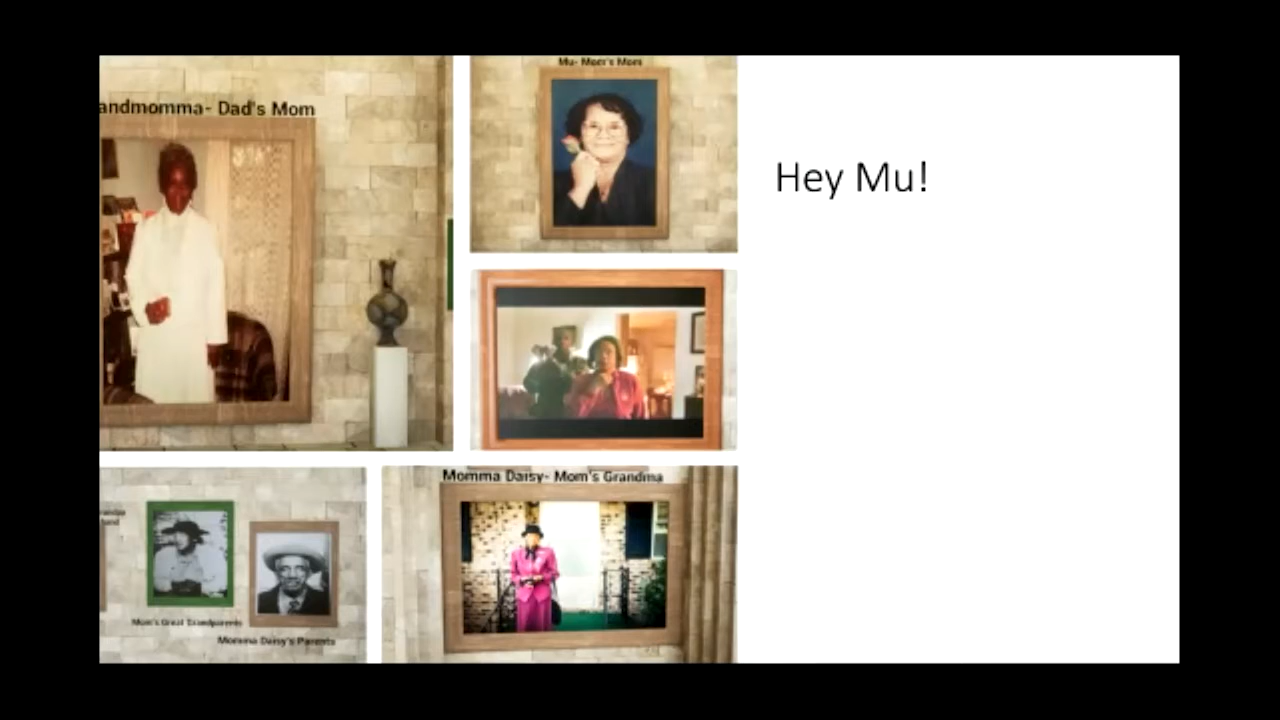 andmomma- Dad's Mom
Mu- Mom's Mom
Hey Mu!
Momma Daisy- Mom's Grandma
Mom's Great Grandparents
Momma Daisy's Parents